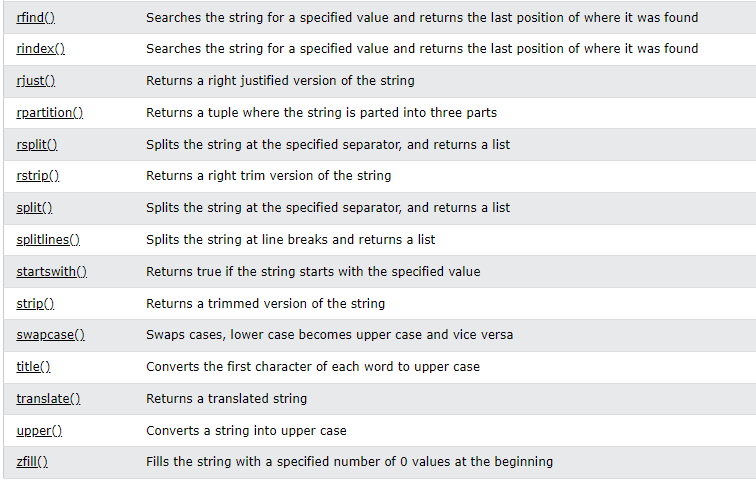 rfind() Searches the string for a specified value and returns the last position of where it was found
rindex() Searches the string for a specified value and returns the last position of where it was found
rjust() Returns a right justified version of the string
rpartition() Returns a tuple where the string is parted into three parts
rsplit() Splits the string at the specified separator, and returns a list
rstrip() Returns a right trim version of the string
split() Splits the string at the specified separator, and returns a list
splitlines() Splits the string at line breaks and returns a list
startswith() Returns true if the string starts with the specified value
strip() Returns a trimmed version of the string
swapcase() Swaps cases, lower case becomes upper case and vice versa
title() Converts the first character of each word to upper case
translate() Returns a translated string
upper() Converts a string into upper case
zfill() Fills the string with a specified number of 0 values at the beginning